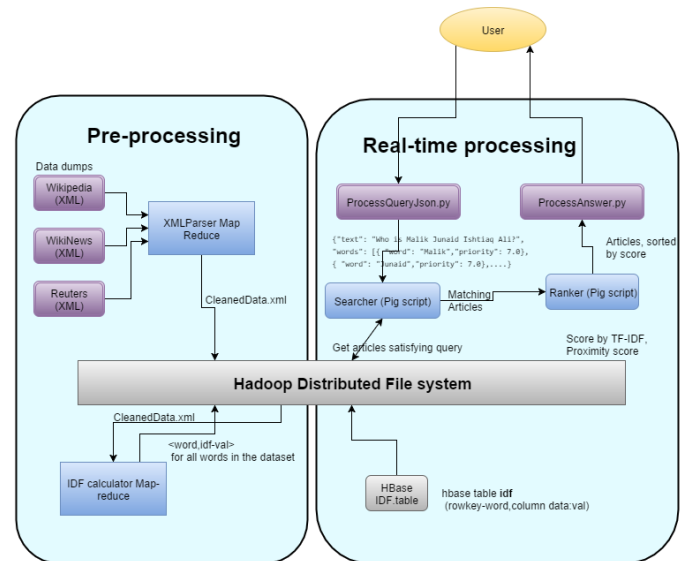 User
Pre-processing
Data dumps
Wikipedia
(XML)
WikiNews
(XML)
Reuters
(XML)
XMLParser Map
Reduce
CleanedData.xml
Real-time processing
ProcessQueryJson.py
ProcessAnswer.py
{"text": "Who is Malik Junaid Ishtiaq Ali?",
"words": [{ "word": "Malik","priority": 7.0},
{ "word": "Junaid","priority": 7.0},....}
Articles, sorted
by score
Searcher (Pig script)
Matching
Articles
Ranker (Pig script)
Get articles satisfying query
Score by TF-IDF,
Proximity score
Hadoop Distributed File system
CleanedData.xml
<word,idf-val>
for all words in the dataset
IDF calculator Map-
reduce
HBase
IDF.table
hbase table idf
(rowkey-word,column data:val)